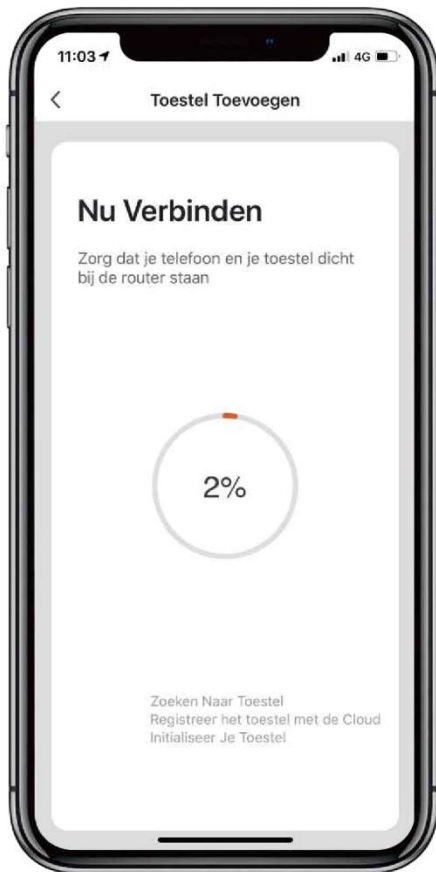 11:03
4G
Toestel Toevoegen
Nu Verbinden
Zorg dat je telefoon en je toestel dicht
bij de router staan
2%
Zoeken Naar Toestel
Registreer het toestel met de Cloud
Initialiseer Je Toestel